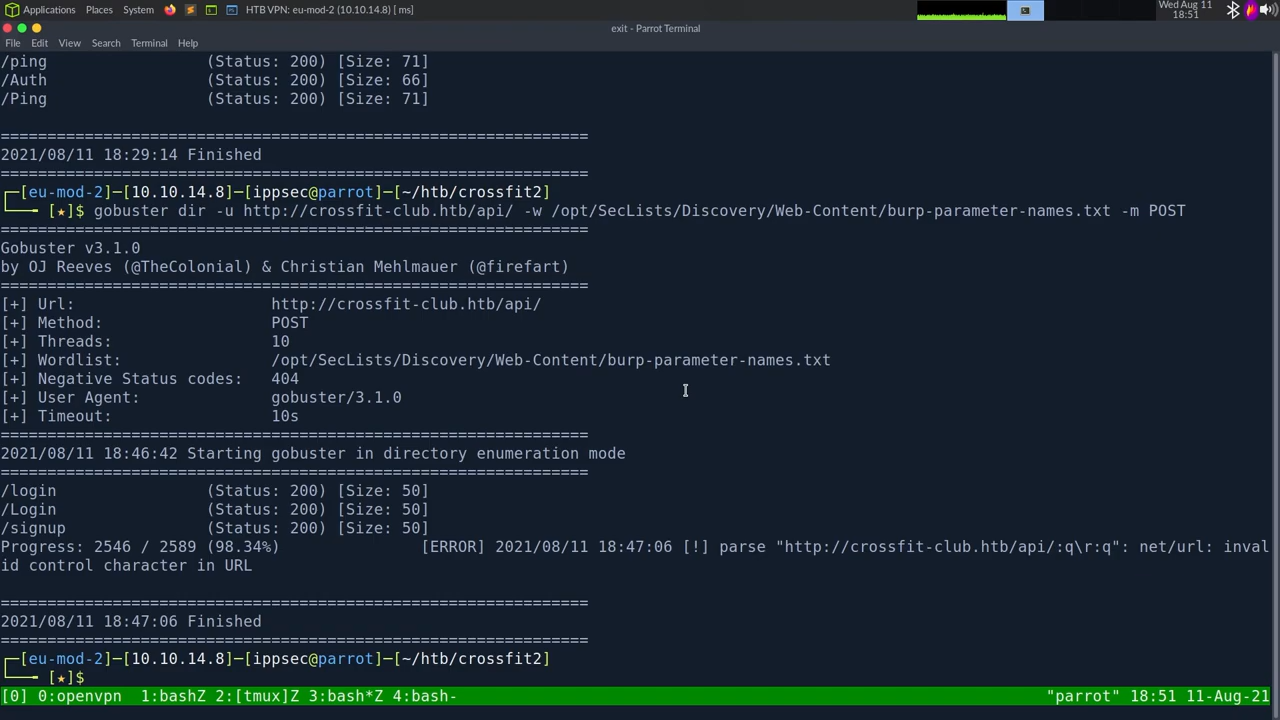 Applications Places System HTB VPN: eu-mod-2 (10.10.14.8) [ ms] Wed Aug 11
18:51
exit - Parrot Terminal
File Edit View Search Terminal Help
/ping (Status: 200) [Size: 71]
/Auth (Status: 200) [Size: 66]
/Ping (Status: 200) [Size: 71]
===============================================================
2021/08/11 18:29:14 Finished
===============================================================
┌─[eu-mod-2]─[10.10.14.8]─[ippsec@parrot]─[~/htb/crossfit2]
└──╼ [★]$ gobuster dir -u http://crossfit-club.htb/api/ -w /opt/SecLists/Discovery/Web-Content/burp-parameter-names.txt -m POST
===============================================================
Gobuster v3.1.0
by OJ Reeves (@TheColonial) & Christian Mehlmauer (@firefart)
===============================================================
[+] Url: http://crossfit-club.htb/api/
[+] Method: POST
[+] Threads: 10
[+] Wordlist: /opt/SecLists/Discovery/Web-Content/burp-parameter-names.txt
[+] Negative Status codes: 404
[+] User Agent: gobuster/3.1.0
[+] Timeout: 10s
===============================================================
2021/08/11 18:46:42 Starting gobuster in directory enumeration mode
===============================================================
/login (Status: 200) [Size: 50]
/Login (Status: 200) [Size: 50]
/signup (Status: 200) [Size: 50]
Progress: 2546 / 2589 (98.34%) [ERROR] 2021/08/11 18:47:06 [!] parse "http://crossfit-club.htb/api/:q\r:q": net/url: inval
id control character in URL
===============================================================
2021/08/11 18:47:06 Finished
===============================================================
┌─[eu-mod-2]─[10.10.14.8]─[ippsec@parrot]─[~/htb/crossfit2]
└──╼ [★]$
[0] 0:openvpn 1:bashZ 2:[tmux]Z 3:bash*Z 4:bash- "parrot" 18:51 11-Aug-21